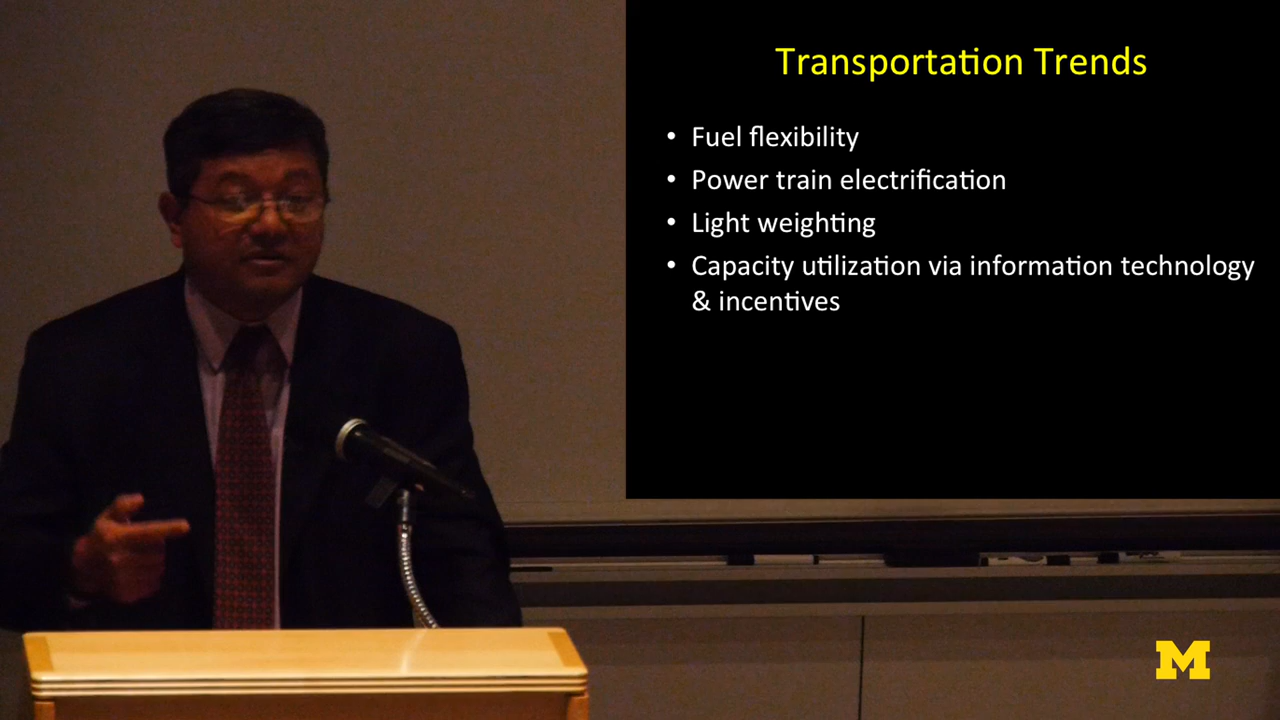 Transportation Trends
• Fuel flexibility
• Power train electrification
• Light weighting
• Capacity utilization via information technology
& incentives
M